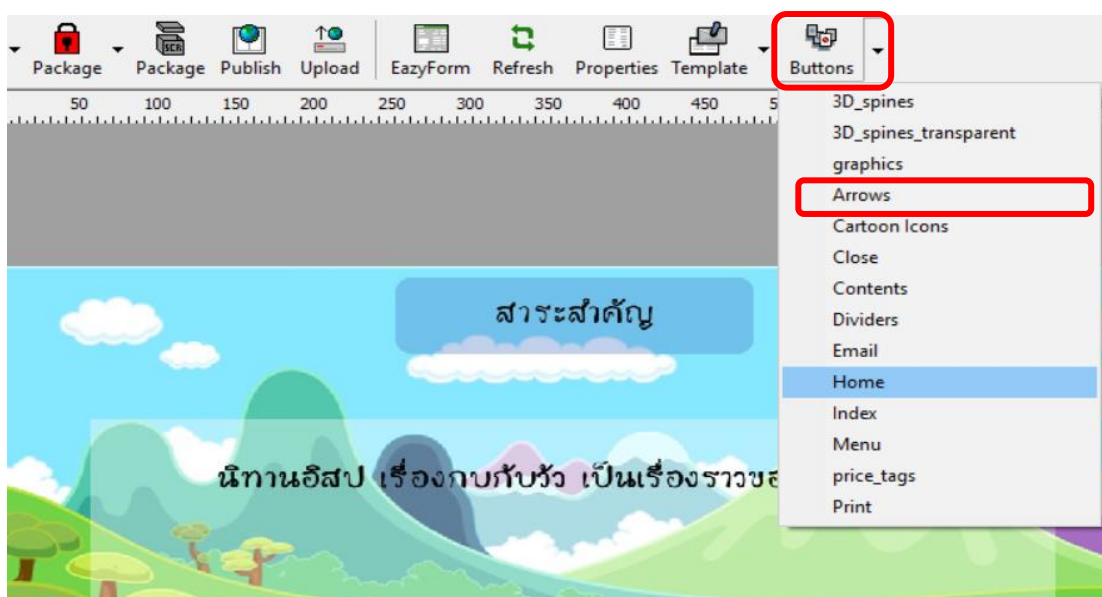 Package Package Publish Upload EazyForm Refresh Properties Template Buttons
SCR
50 100 150 200 250 300 350 400 450 5
3D_spines
3D_spines_transparent
graphics
Arrows
Cartoon Icons
Close
Contents
Dividers
Email
Home
Index
Menu
price_tags
Print
สาระสำคัญ
นิทานอีสป เรื่องกบกับวัว เป็นเรื่องราวขอ